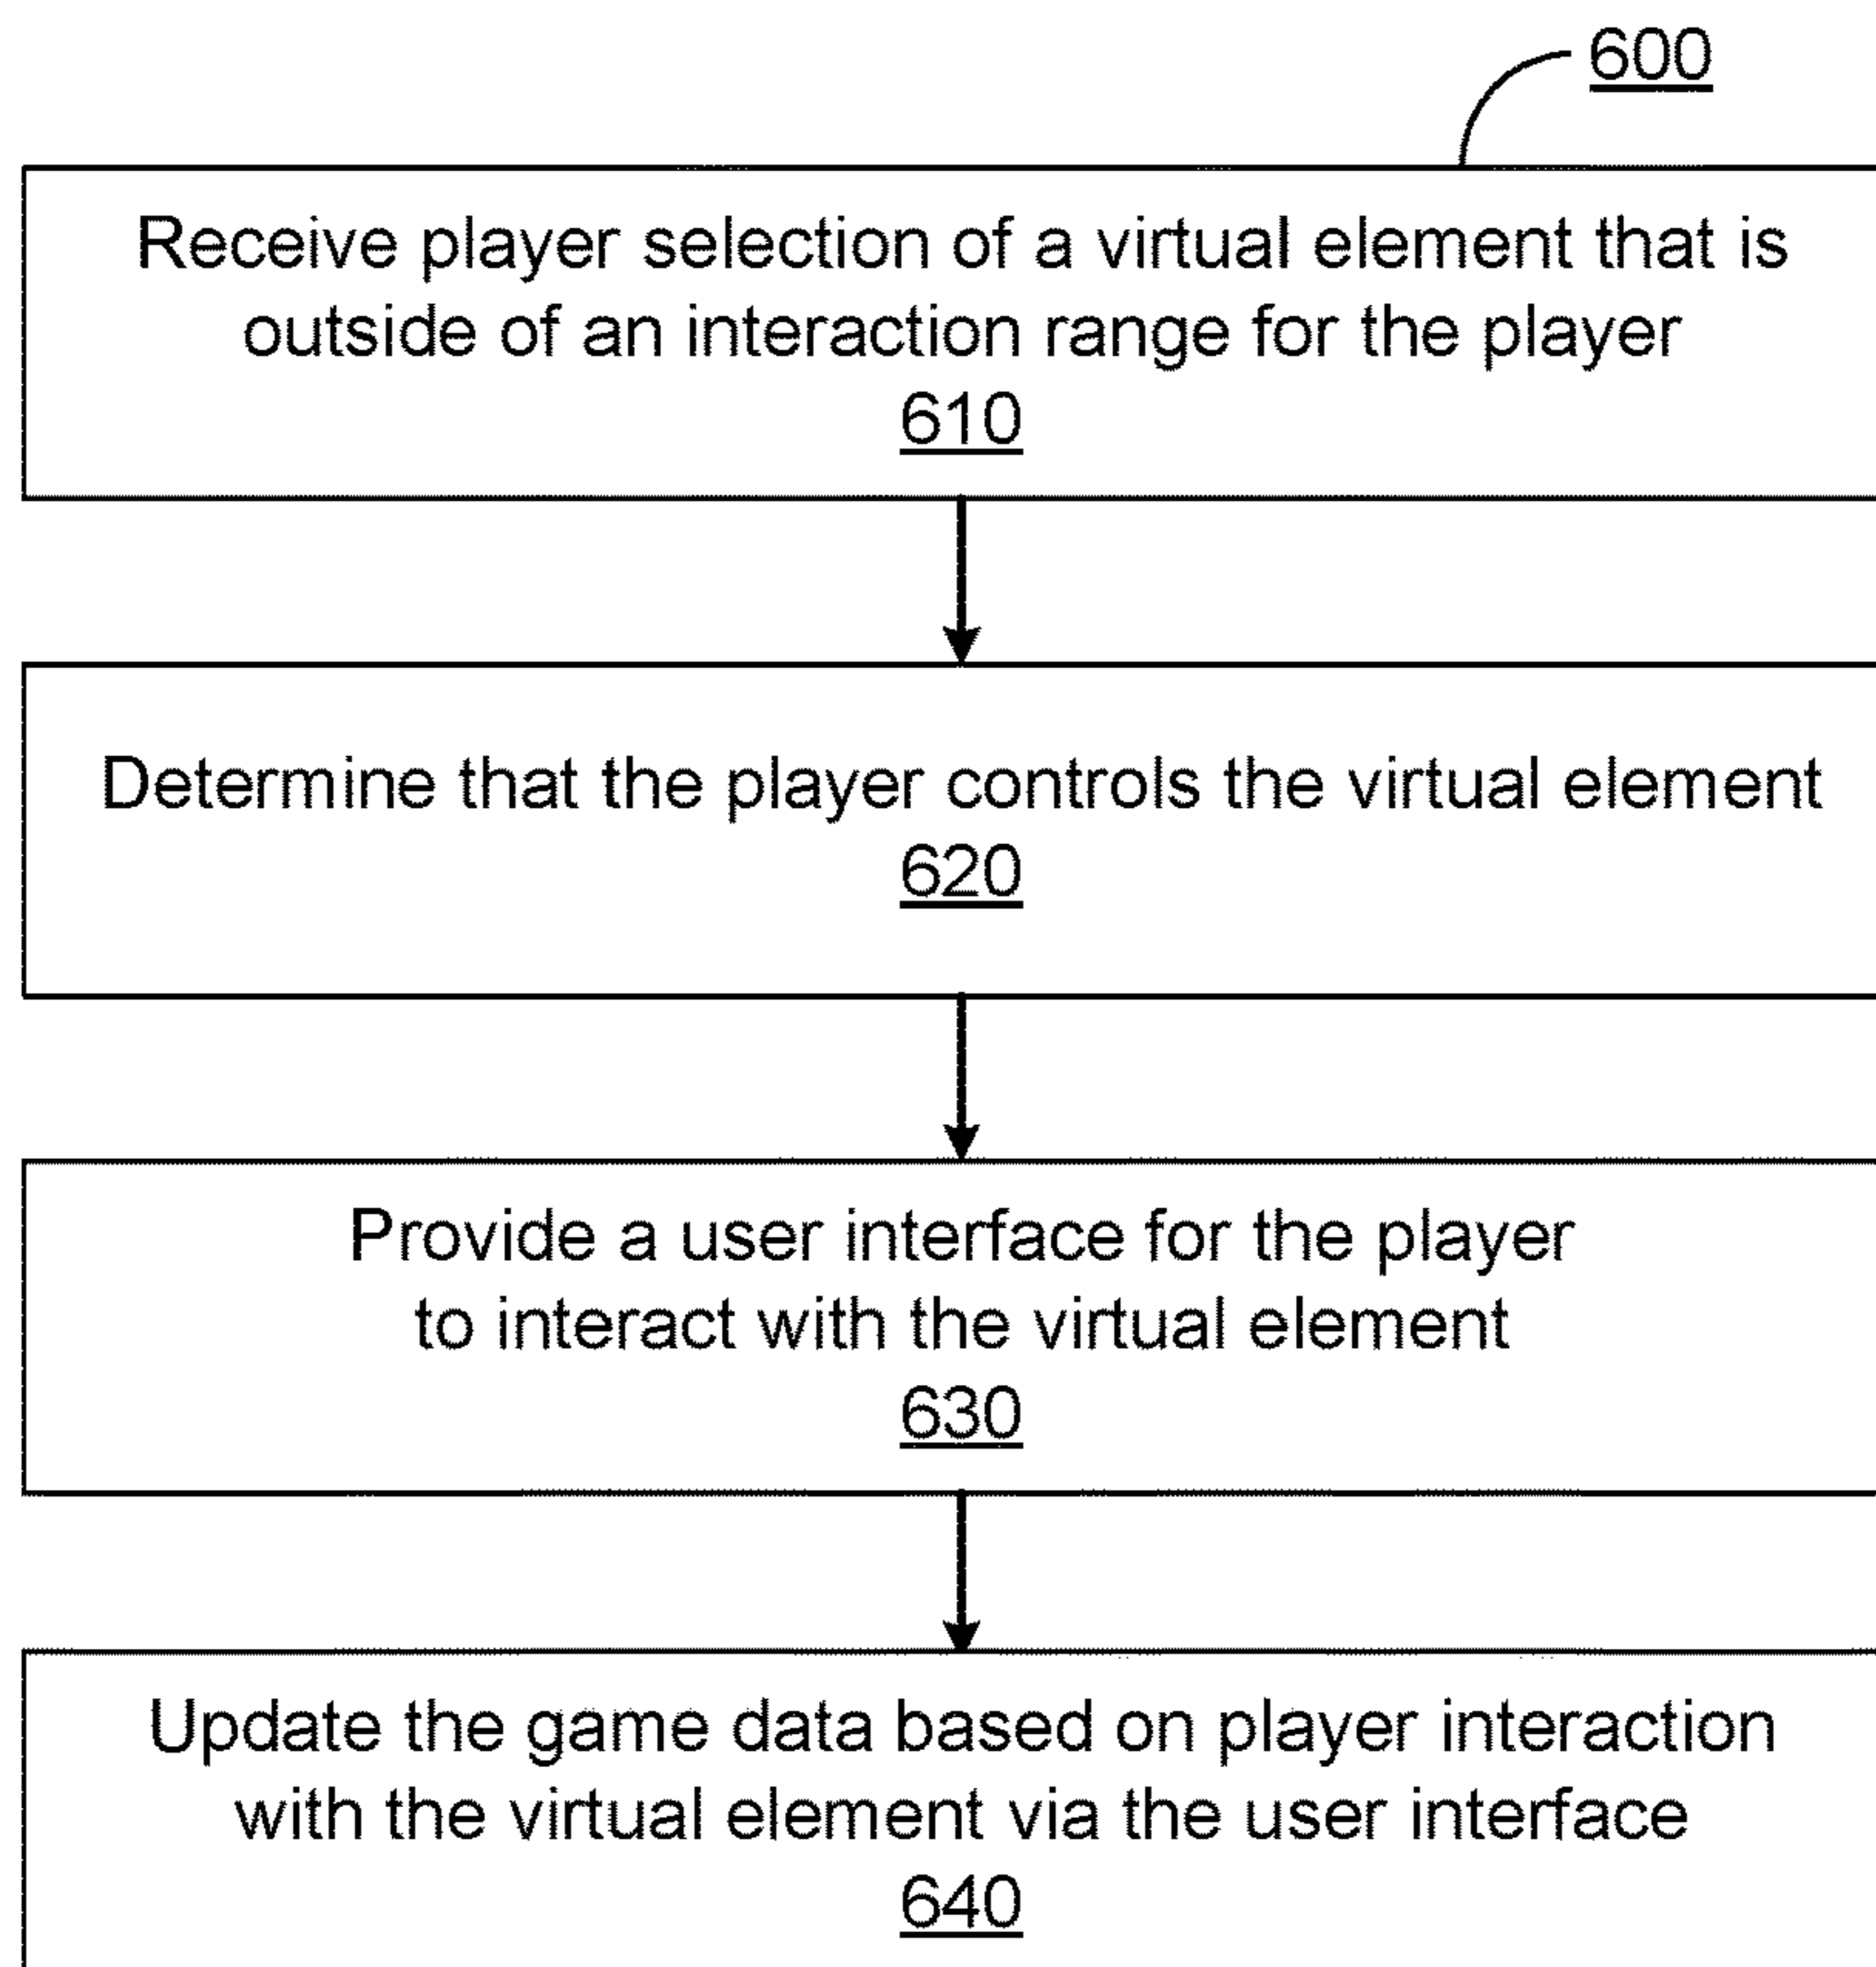 600
Receive player selection of a virtual element that is
outside of an interaction range for the player
610
Determine that the player controls the virtual element
620
Provide a user interface for the player
to interact with the virtual element
630
Update the game data based on player interaction
with the virtual element via the user interface
640